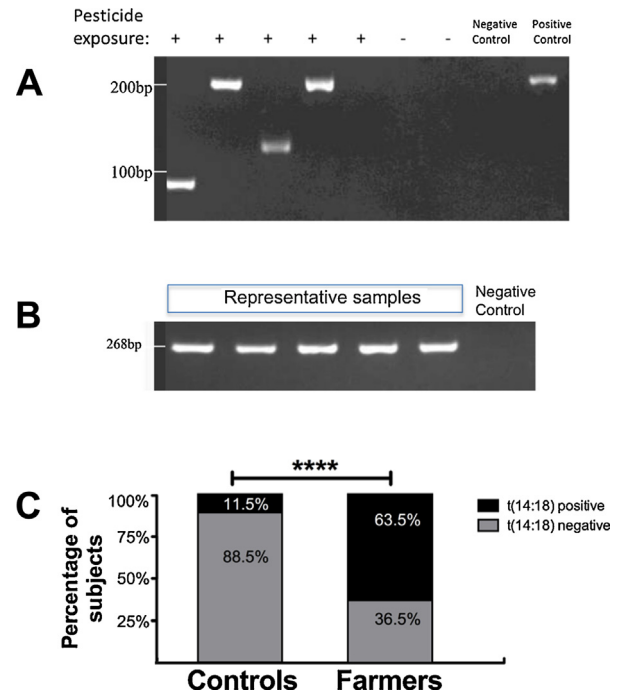 Pesticide
exposure: + + + + + - - Negative Control Positive Control
A
200bp
100bp
Representative samples
Negative
Control
B
268bp
C
****
Percentage of subjects
100%
75%
50%
25%
11.5%
88.5%
63.5%
36.5%
Controls Farmers
t(14:18) positive
t(14:18) negative